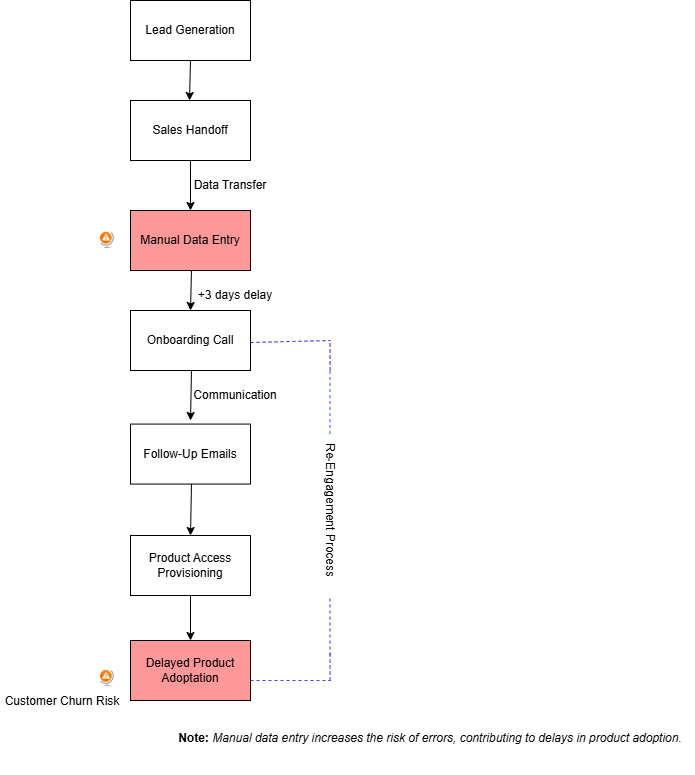 Lead Generation
Sales Handoff
Data Transfer
Manual Data Entry
+3 days delay
Onboarding Call
Communication
Follow-Up Emails
Re-Engagement Process
Product Access
Provisioning
Delayed Product
Adoption
Customer Churn Risk
Note: Manual data entry increases the risk of errors, contributing to delays in product adoption.